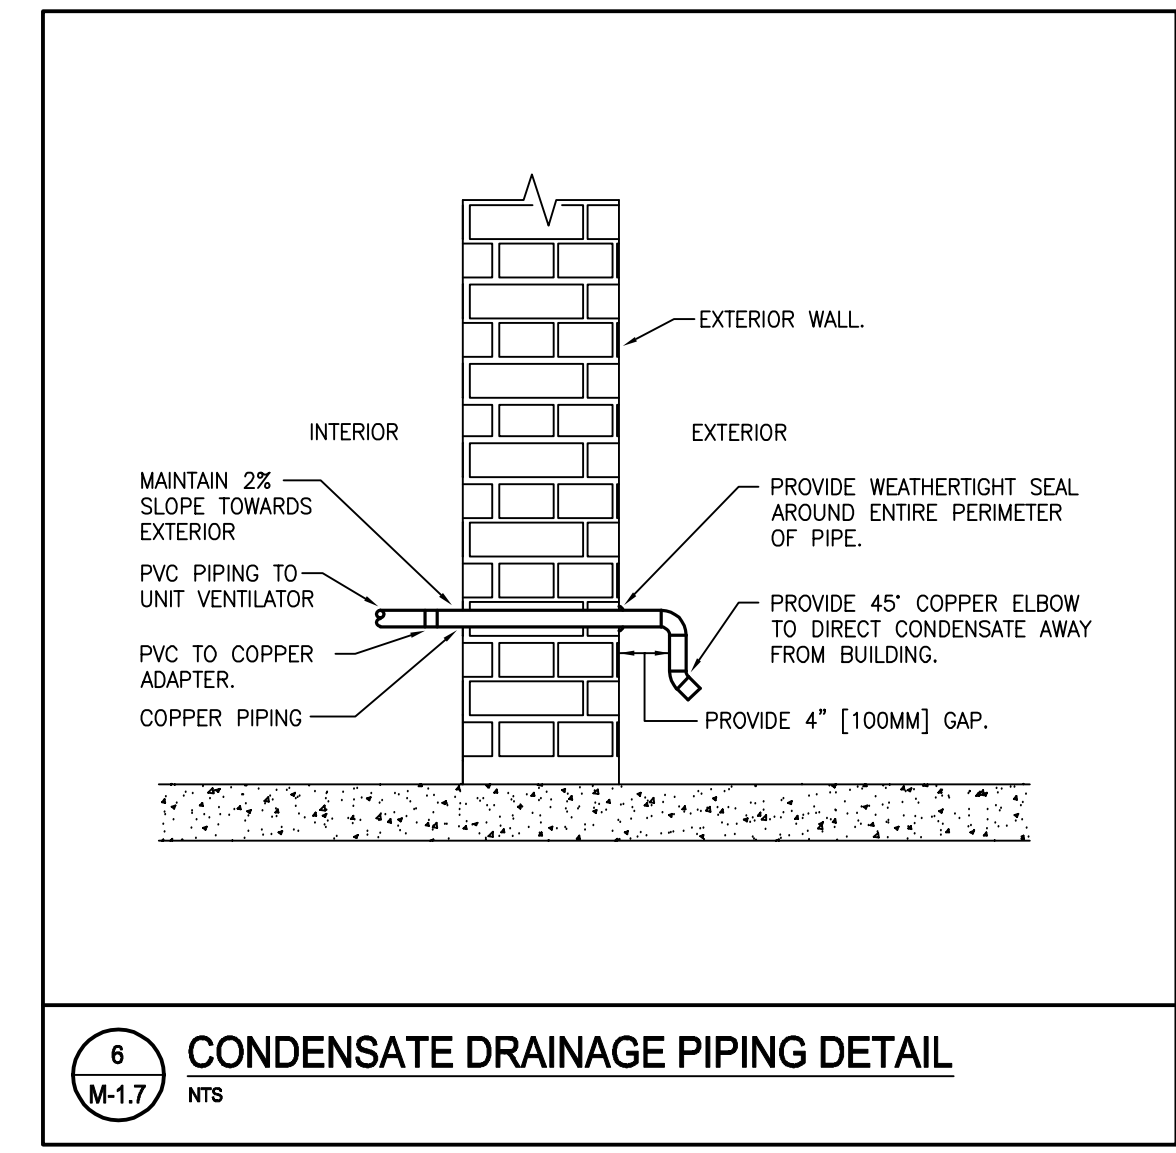 EXTERIOR WALL.
INTERIOR
EXTERIOR
MAINTAIN 2%
SLOPE TOWARDS
EXTERIOR
PROVIDE WEATHERTIGHT SEAL
AROUND ENTIRE PERIMETER
OF PIPE.
PVC PIPING TO
UNIT VENTILATOR
PROVIDE 45° COPPER ELBOW
TO DIRECT CONDENSATE AWAY
FROM BUILDING.
PVC TO COPPER
ADAPTER.
COPPER PIPING
PROVIDE 4" [100MM] GAP.
6
M-1.7
CONDENSATE DRAINAGE PIPING DETAIL
NTS